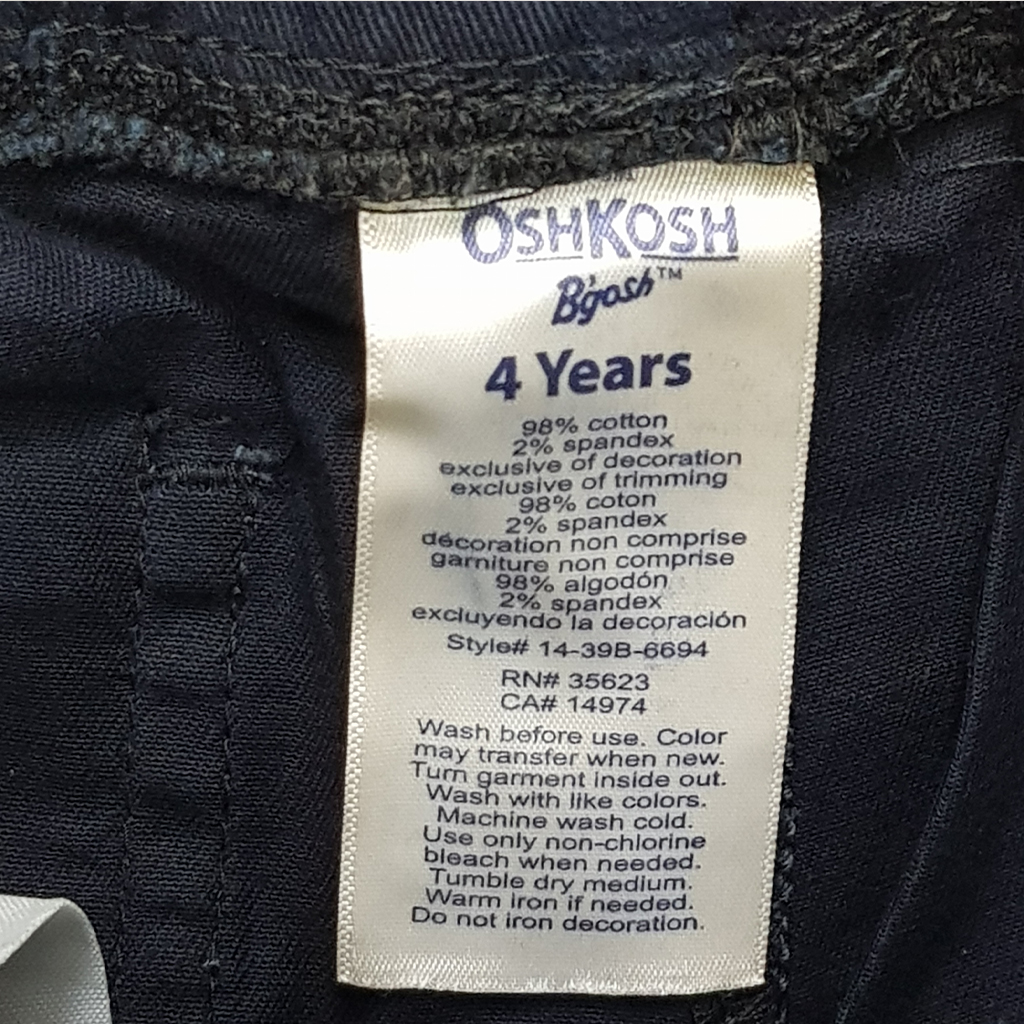 OSHKOSH
B'gosh™
4 Years
98% cotton
2% spandex
exclusive of decoration
exclusive of trimming
98% coton
2% spandex
décoration non comprise
garniture non comprise
98% algodón
2% spandex
excluyendo la decoración
Style# 14-39B-6694
RN# 35623
CA# 14974
Wash before use. Color
may transfer when new.
Turn garment inside out.
Wash with like colors.
Machine wash cold.
Use only non-chlorine
bleach when needed.
Tumble dry medium.
Warm iron if needed.
Do not iron decoration.